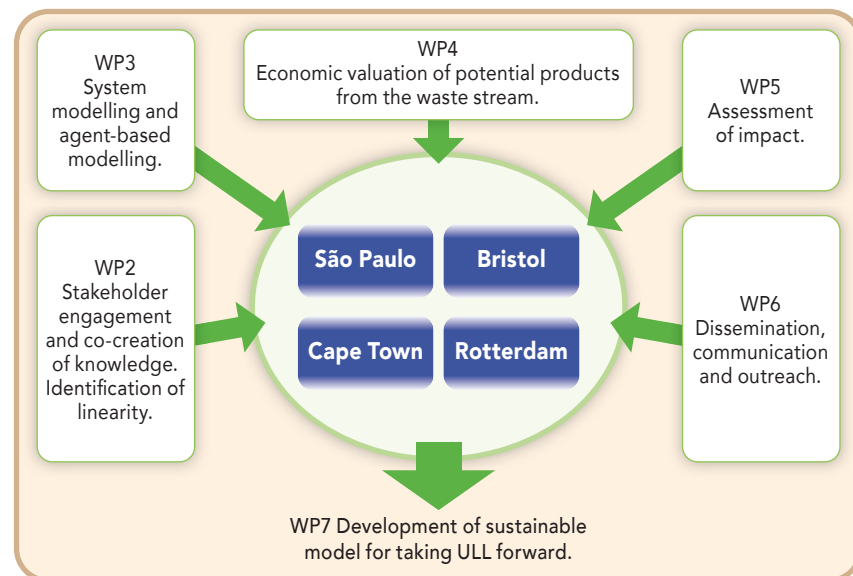 WP3
System
modelling and
agent-based
modelling.
WP4
Economic valuation of potential products
from the waste stream.
WP5
Assessment
of impact.
WP2
Stakeholder
engagement
and co-creation
of knowledge.
Identification of
linearity.
São Paulo
Bristol
Cape Town
Rotterdam
WP6
Dissemination,
communication
and outreach.
WP7 Development of sustainable
model for taking ULL forward.